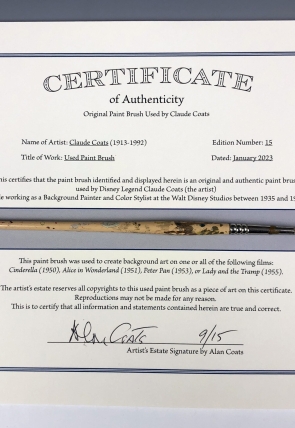 CERTIFICATE
of Authenticity
Original Paint Brush Used by Claude Coats
Name of Artist: Claude Coats (1913-1992) Edition Number: 15
Title of Work: Used Paint Brush Dated: January 2023
certifies that the paint brush identified and displayed herein is an original and authentic paint
used by Disney Legend Claude Coats (the artist)
working as a Background Painter and Color Stylist at the Walt Disney Studios between 1935 and
This paint brush was used to create background art on one or all of the following films:
Cinderella (1950), Alice in Wonderland (1951), Peter Pan (1953), or Lady and the Tramp (1955).
The artist's estate reserves all copyrights to this used paint brush as a piece of art on this certificate.
Reproductions may not be made for any reason.
This is to certify that all information and statements contained herein are true and correct.
Alan Coats 9/15
Artist's Estate Signature by Alan Coats